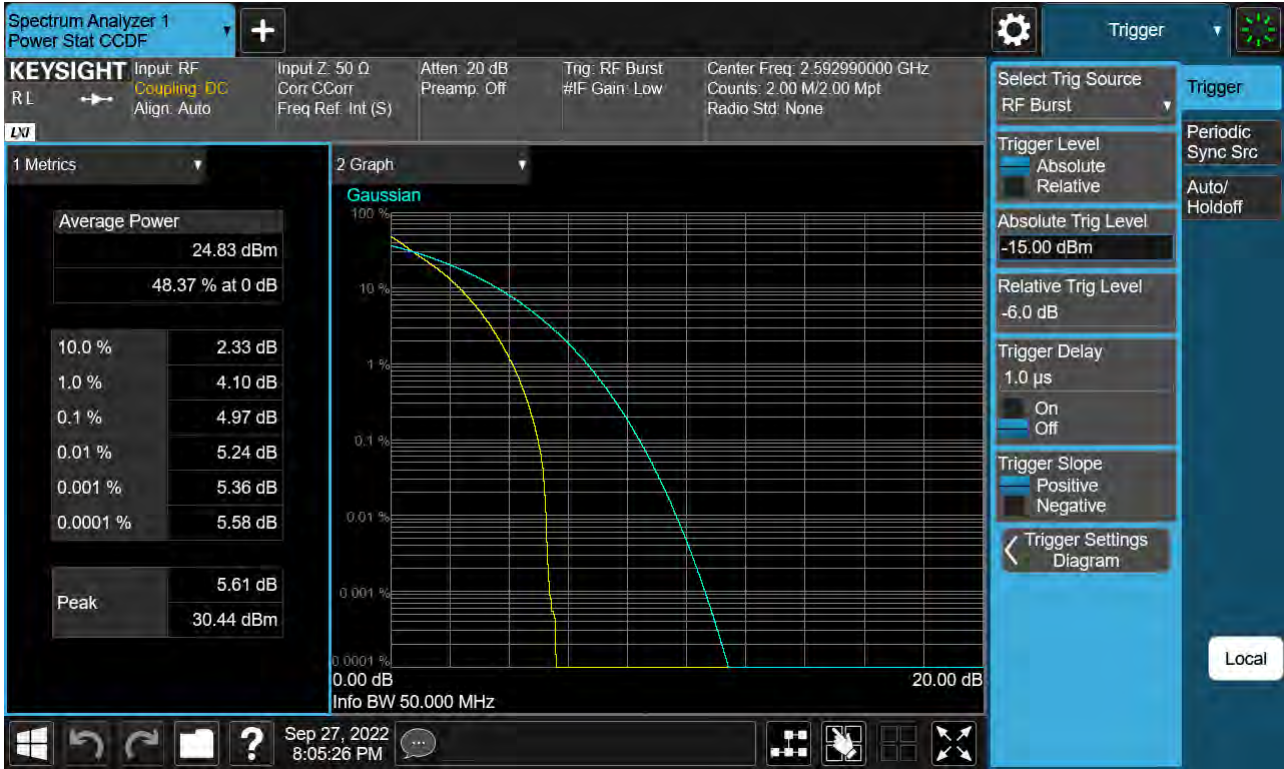 Spectrum Analyzer 1
Power Stat CCDF
Trigger
KEYSIGHT
RL
LXI
Input: RF
Coupling: DC
Align: Auto
Input Z: 50 Ω
Corr CCorr
Freq Ref: Int (S)
Atten: 20 dB
Preamp: Off
Trig: RF Burst
#IF Gain: Low
Center Freq: 2.592990000 GHz
Counts: 2.00 M/2.00 Mpt
Radio Std: None
1 Metrics
Average Power
24.83 dBm
48.37 % at 0 dB
10.0 % 2.33 dB
1.0 % 4.10 dB
0.1 % 4.97 dB
0.01 % 5.24 dB
0.001 % 5.36 dB
0.0001 % 5.58 dB
Peak
5.61 dB
30.44 dBm
2 Graph
Gaussian
100 %
10 %
1 %
0.1 %
0.01 %
0.001 %
0.0001 %
0.00 dB 20.00 dB
Info BW 50.000 MHz
Select Trig Source
RF Burst
Trigger Level
Absolute
Relative
Absolute Trig Level
-15.00 dBm
Relative Trig Level
-6.0 dB
Trigger Delay
1.0 µs
On
Off
Trigger Slope
Positive
Negative
Trigger Settings
Diagram
Trigger
Periodic
Sync Src
Auto/
Holdoff
Local
?
Sep 27, 2022
8:05:26 PM